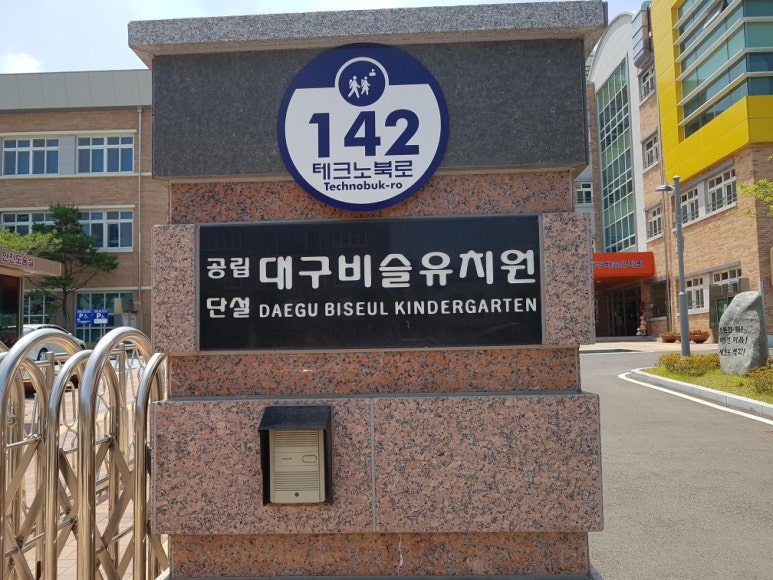 142
테크노북로
Technobuk-ro
공립 단설 대구비슬유치원
DAEGU BISEUL KINDERGARTEN